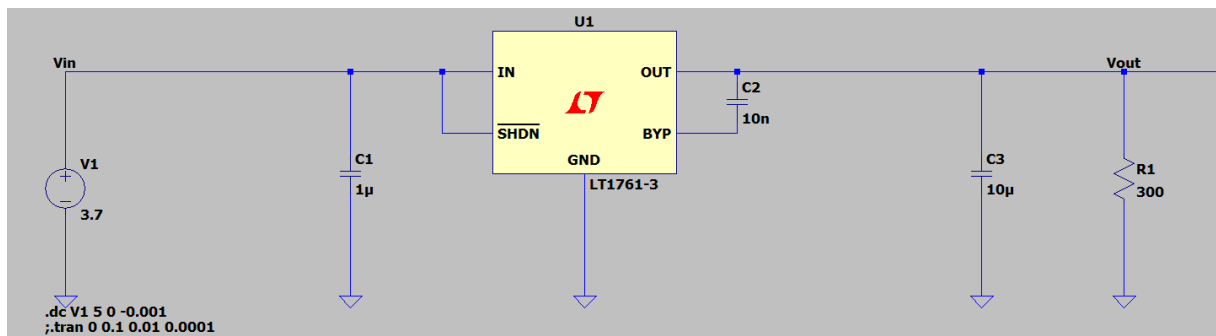 U1
Vin
IN
OUT
Vout
C2
10n
SHDN
BYP
GND
LT1761-3
V1
3.7
C1
1µ
C3
10µ
R1
300
.dc V1 5 0 -0.001
;.tran 0 0.1 0.01 0.0001